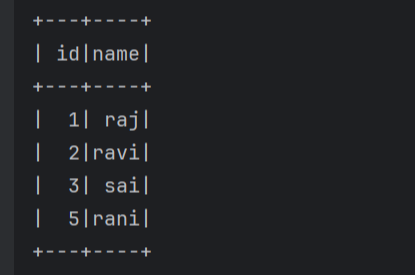 +---+----+
| id|name|
+---+----+
|  1| raj|
|  2|ravi|
|  3| sai|
|  5|rani|
+---+----+